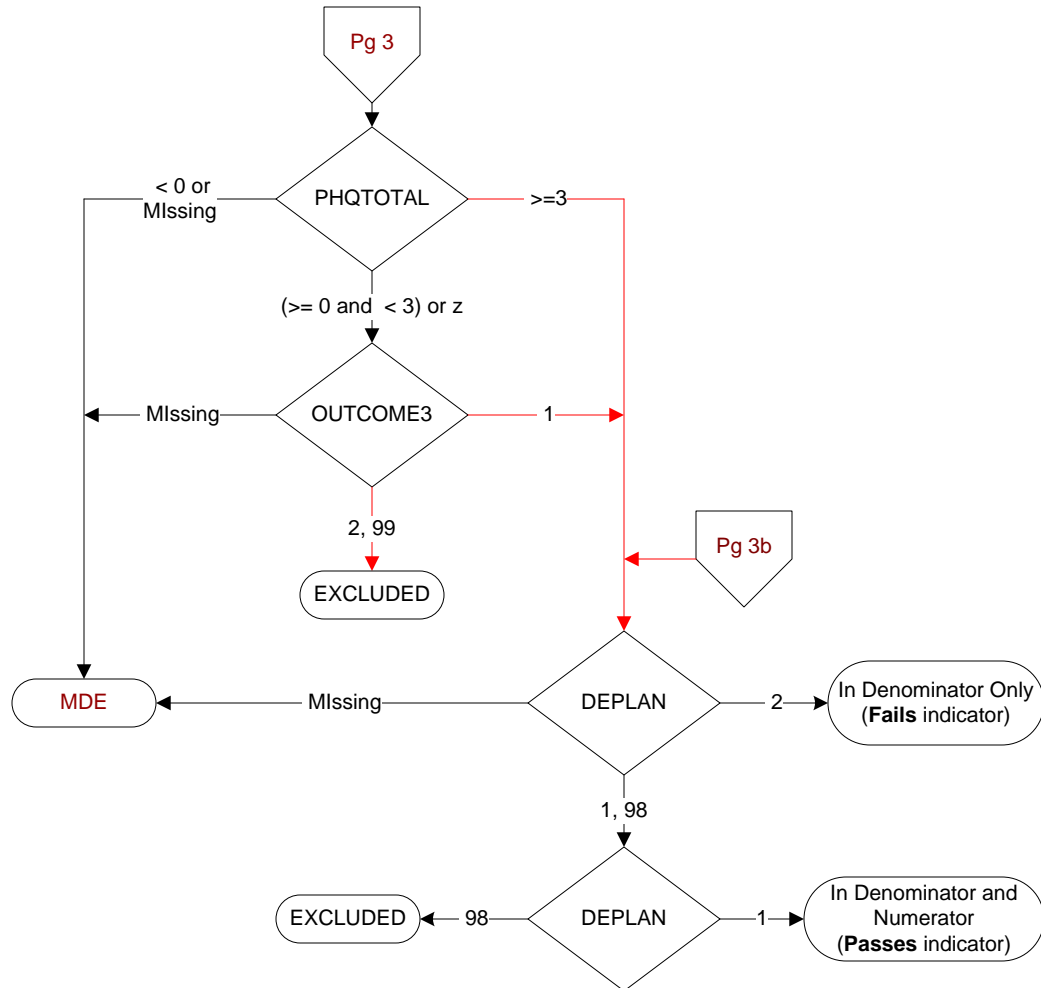 Pg 3
< 0 or
MIssing
PHQTOTAL
>=3
(>= 0 and  < 3) or z
MIssing
OUTCOME3
1
2, 99
Pg 3b
EXCLUDED
MDE
MIssing
DEPLAN
2
In Denominator Only
(Fails indicator)
1, 98
EXCLUDED
98
DEPLAN
1
In Denominator and
Numerator
(Passes indicator)